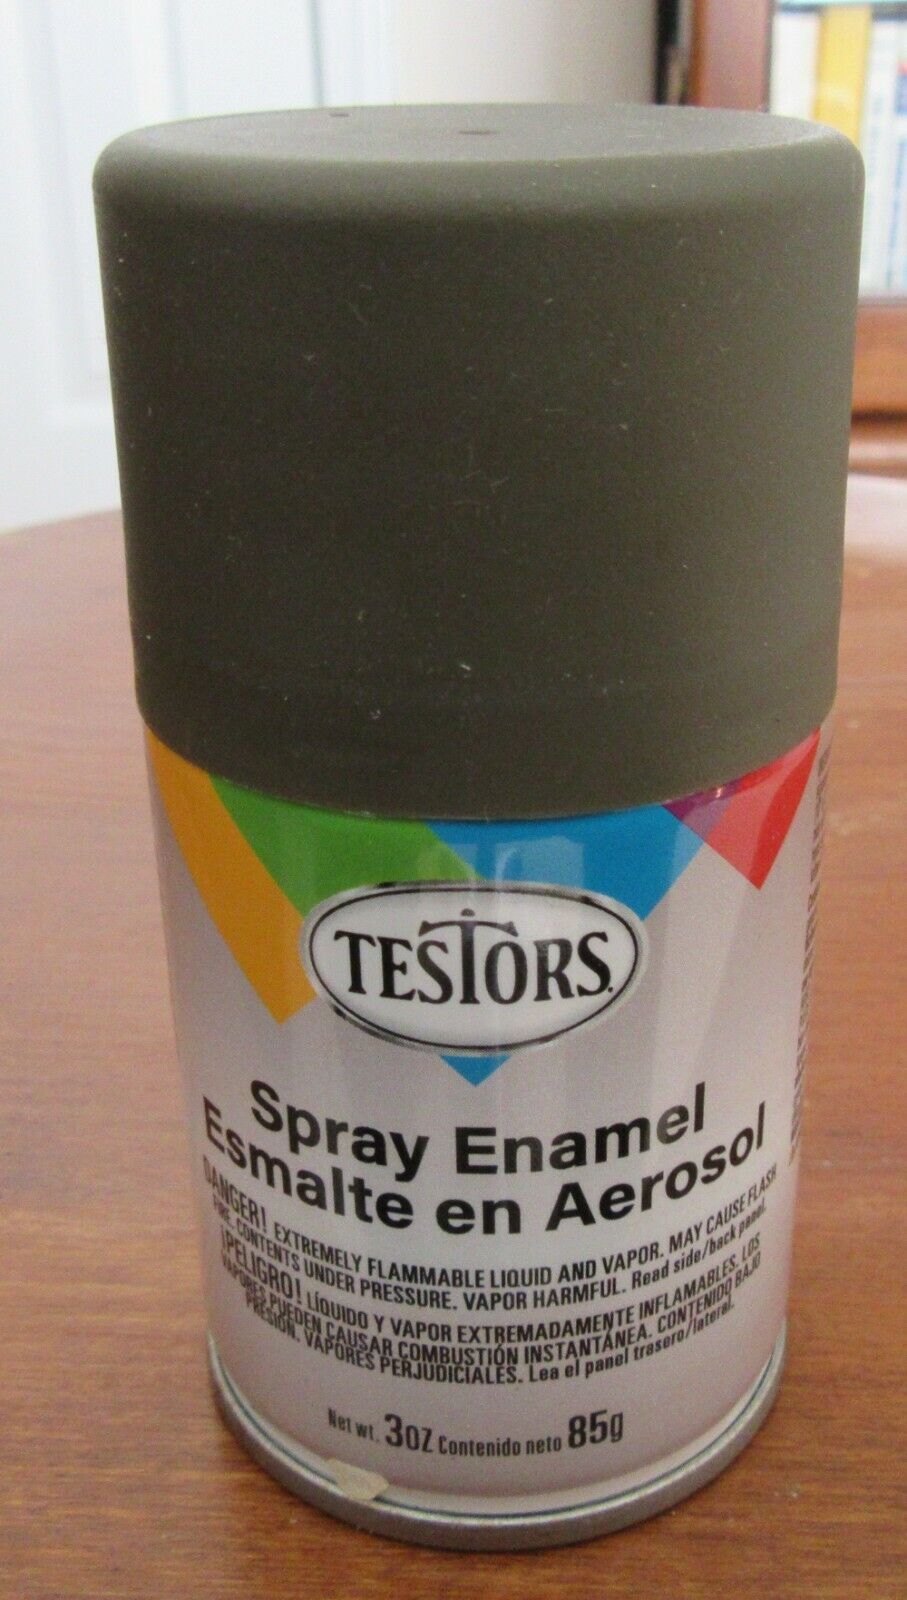 TESTORS
Spray Enamel
Esmalte en Aerosol
DANGER! EXTREMELY FLAMMABLE LIQUID AND VAPOR. MAY CAUSE FLASH
FIRE. CONTENTS UNDER PRESSURE. VAPOR HARMFUL. Read side/back panel.
¡PELIGRO! LÍQUIDO Y VAPOR EXTREMADAMENTE INFLAMABLES. LOS
VAPORES PUEDEN CAUSAR COMBUSTIÓN INSTANTÁNEA. CONTENIDO BAJO
PRESIÓN. VAPORES PERJUDICIALES. Lea el panel trasero/lateral.
Net wt. 3OZ Contenido neto 85g